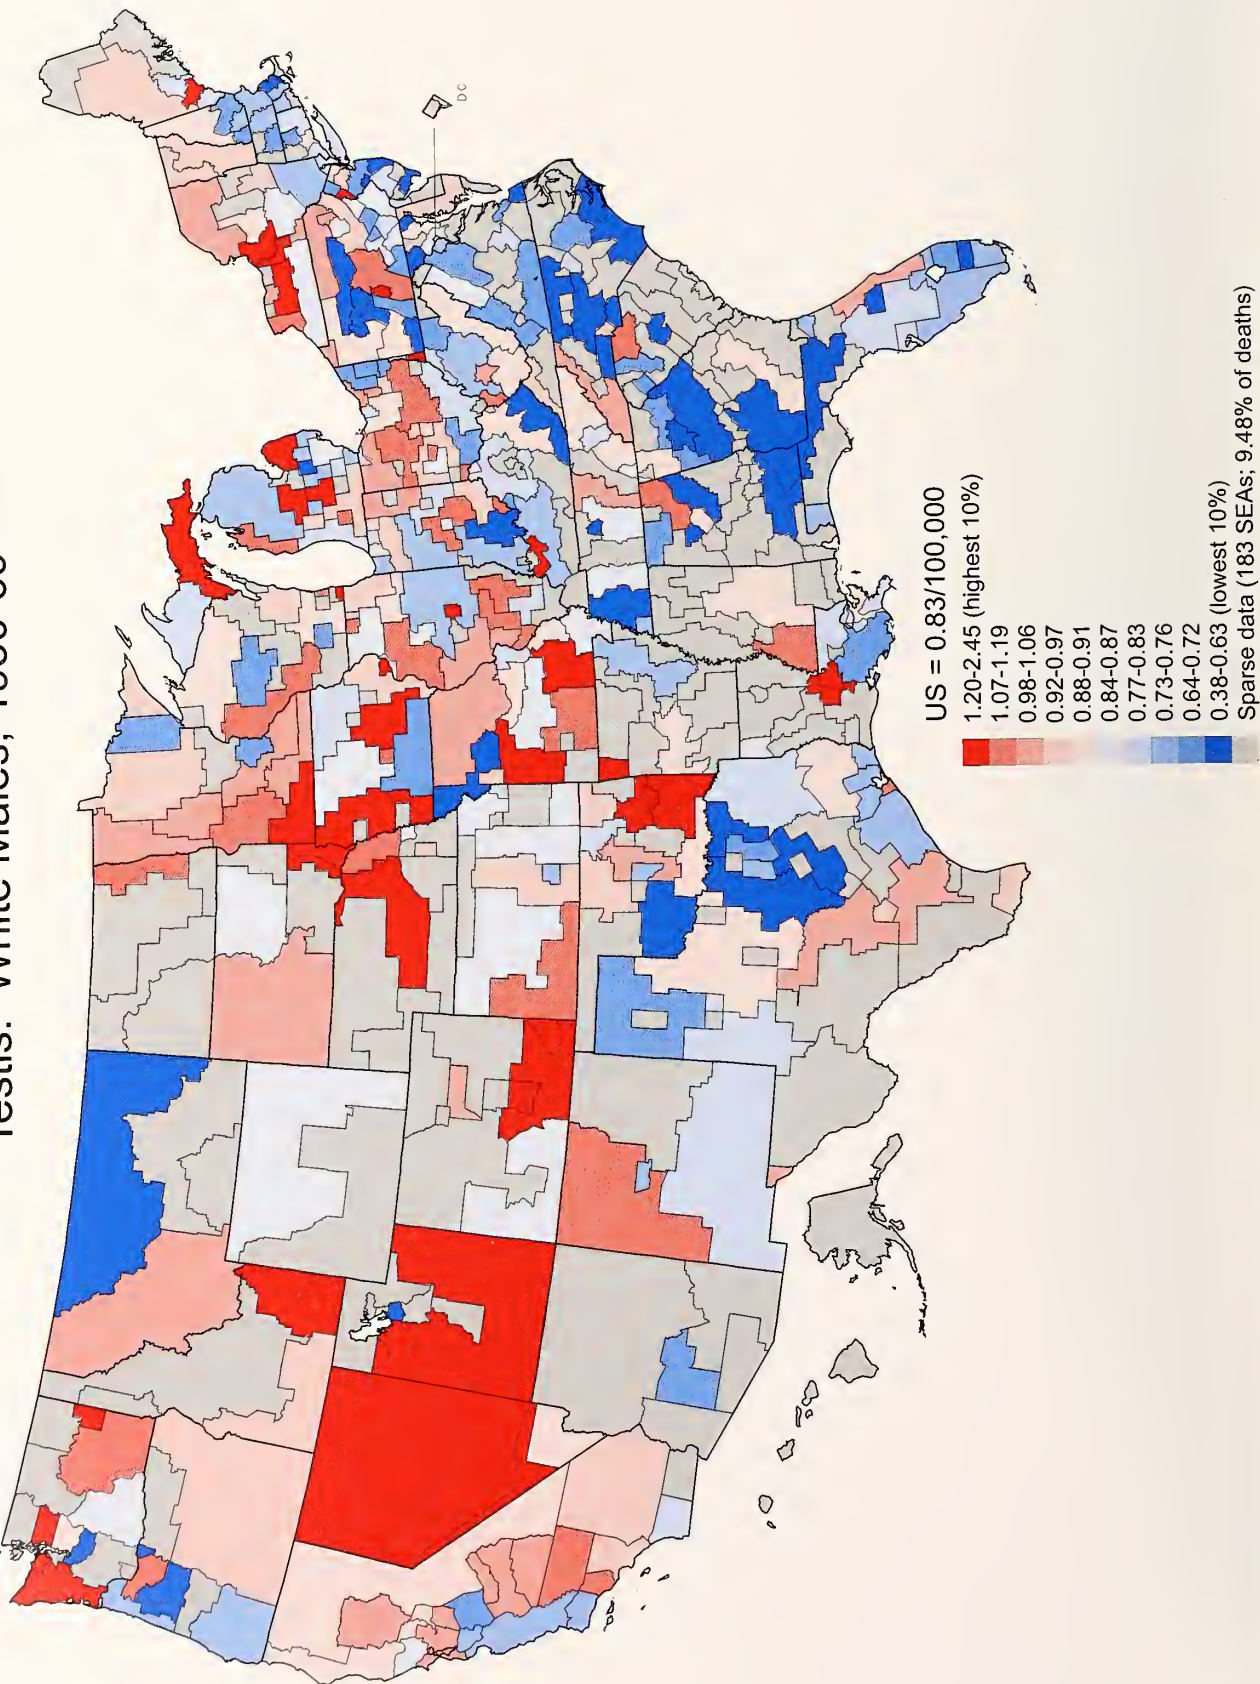 Testis: White Males,
DC
US = 0.83/100,000
1.20-2.45 (highest 10%)
1.07-1.19
0.98-1.06
0.92-0.97
0.88-0.91
0.84-0.87
0.77-0.83
0.73-0.76
0.64-0.72
0.38-0.63 (lowest 10%)
Sparse data (183 SEAs; 9.48% of deaths)